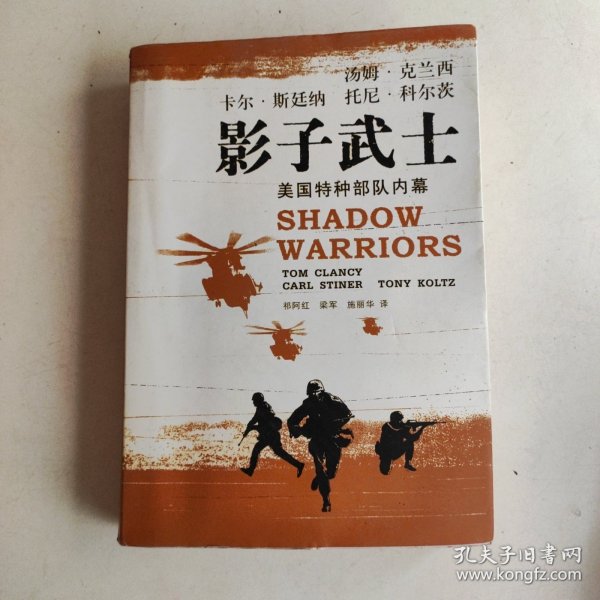 汤姆·克兰西
卡尔·斯廷纳 托尼·科尔茨
影子武士
美国特种部队内幕
SHADOW
WARRIORS
TOM CLANCY
CARL STINER TONY KOLTZ
祁阿红 梁军 施丽华 译
孔夫子旧书网
www.kongfz.com